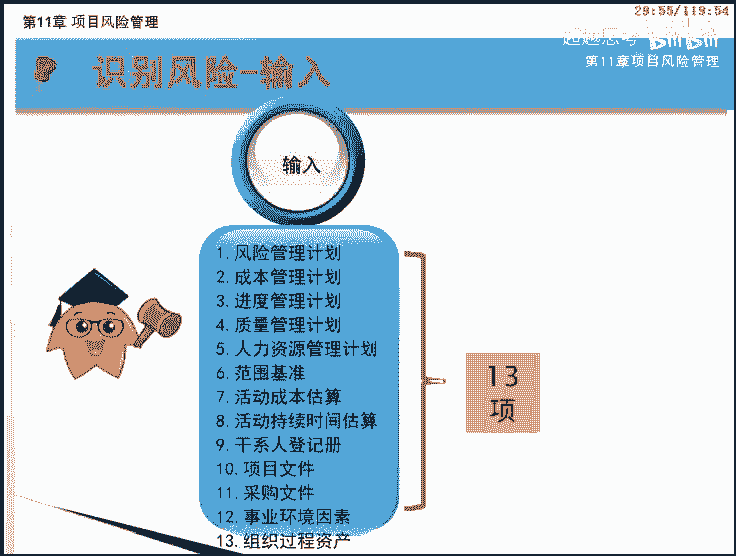 第11章 项目风险管理
29:55/119:54
超越思考 bilibili
第11章项目风险管理
识别风险-输入
输入
1.风险管理计划
2.成本管理计划
3.进度管理计划
4.质量管理计划
5.人力资源管理计划
6.范围基准
7.活动成本估算
8.活动持续时间估算
9.干系人登记册
10.项目文件
11.采购文件
12.事业环境因素
13.组织过程资产
13
项